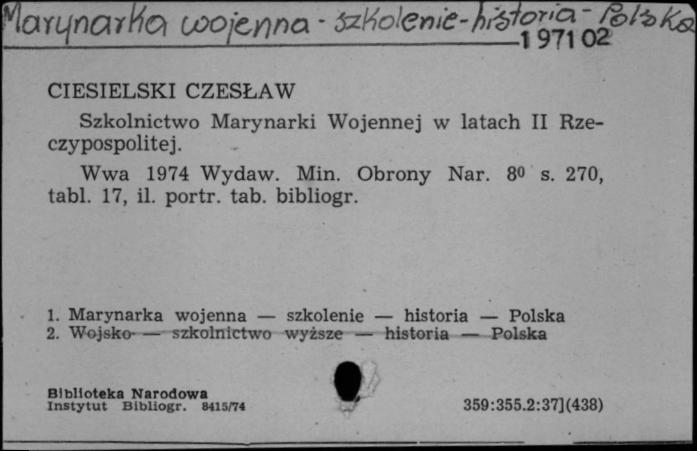 Marynarka wojenna - szkolenie - historia - Polska
197102
CIESIELSKI CZESŁAW
Szkolnictwo Marynarki Wojennej w latach II Rze-
czypospolitej.
Wwa 1974 Wydaw. Min. Obrony Nar. 8⁰ s. 270,
tabl. 17, il. portr. tab. bibliogr.
1. Marynarka wojenna — szkolenie — historia — Polska
2. Wojsko — szkolnictwo wyższe — historia — Polska
Biblioteka Narodowa
Instytut Bibliogr. 8415/74
359:355.2:37](438)